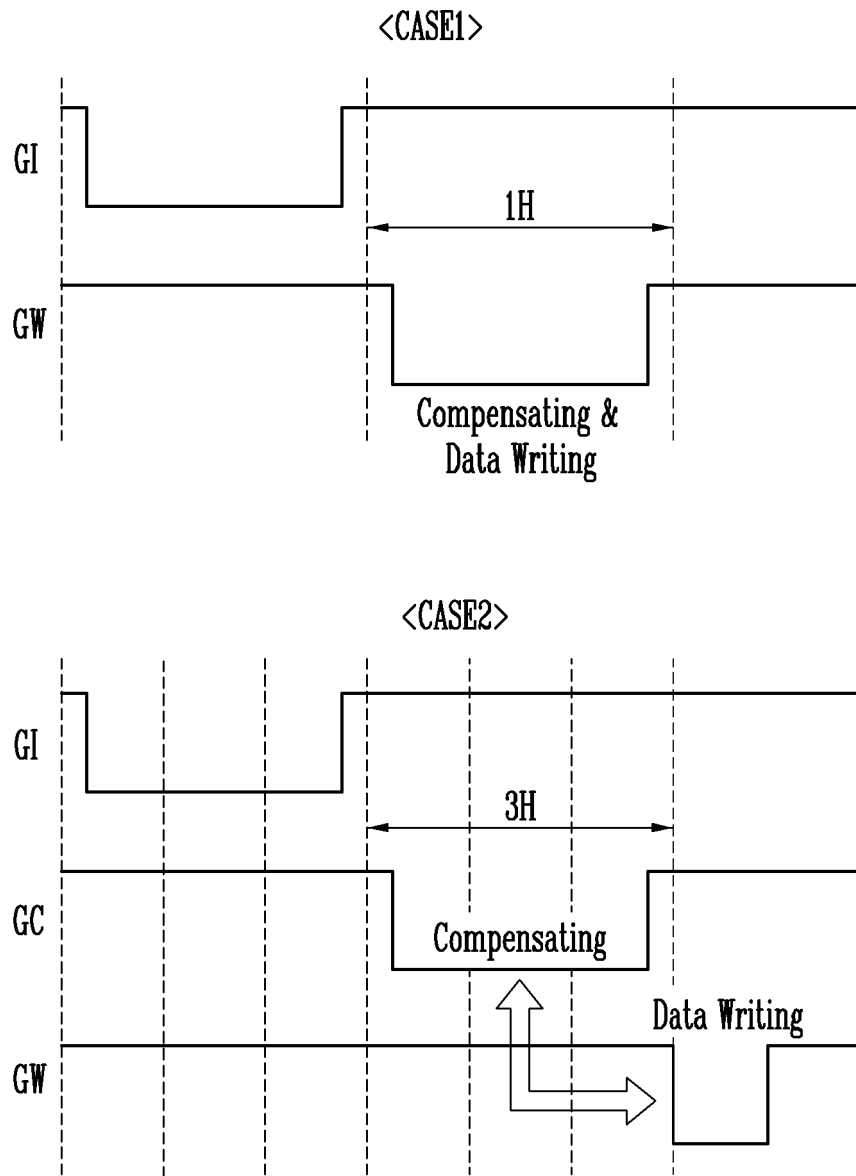 <CASE1>
GI
1H
GW
Compensating &
Data Writing
<CASE2>
GI
3H
GC
Compensating
Data Writing
GW